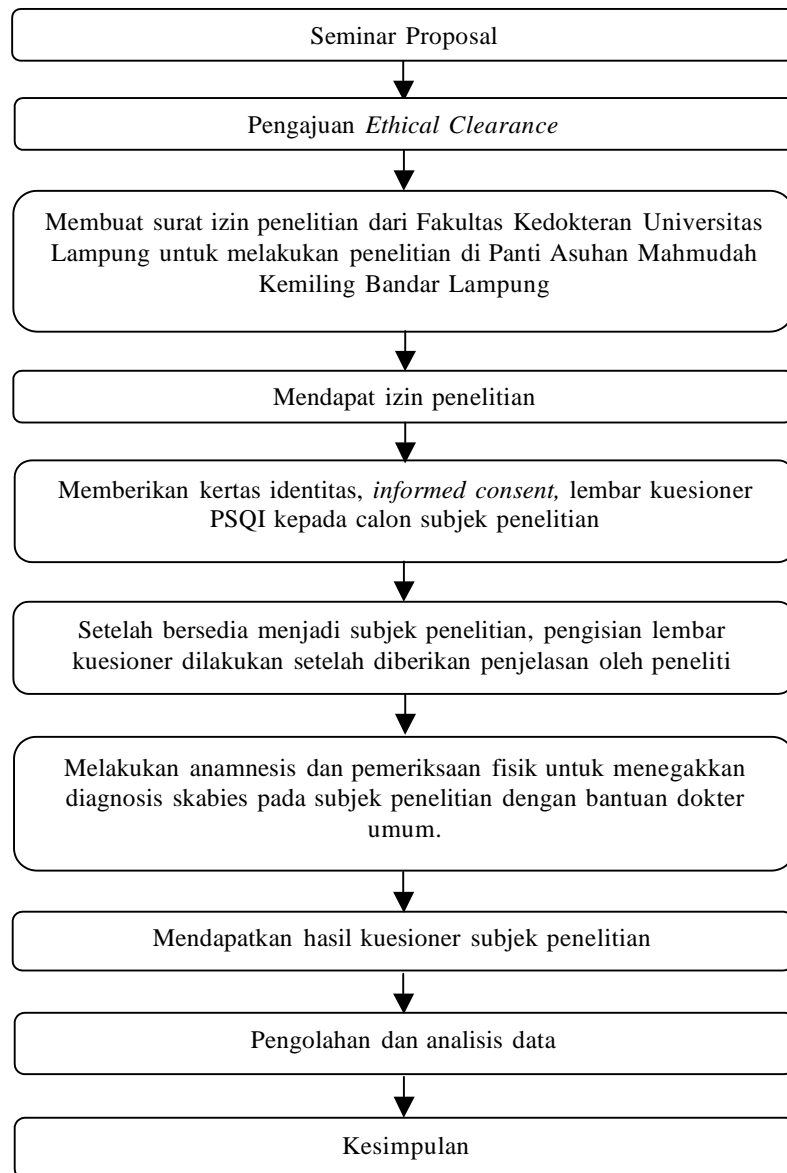 Seminar Proposal
Pengajuan Ethical Clearance
Membuat surat izin penelitian dari Fakultas Kedokteran Universitas
Lampung untuk melakukan penelitian di Panti Asuhan Mahmudah
Kemiling Bandar Lampung
Mendapat izin penelitian
Memberikan kertas identitas, informed consent, lembar kuesioner
PSQI kepada calon subjek penelitian
Setelah bersedia menjadi subjek penelitian, pengisian lembar
kuesioner dilakukan setelah diberikan penjelasan oleh peneliti
Melakukan anamnesis dan pemeriksaan fisik untuk menegakkan
diagnosis skabies pada subjek penelitian dengan bantuan dokter
umum.
Mendapatkan hasil kuesioner subjek penelitian
Pengolahan dan analisis data
Kesimpulan